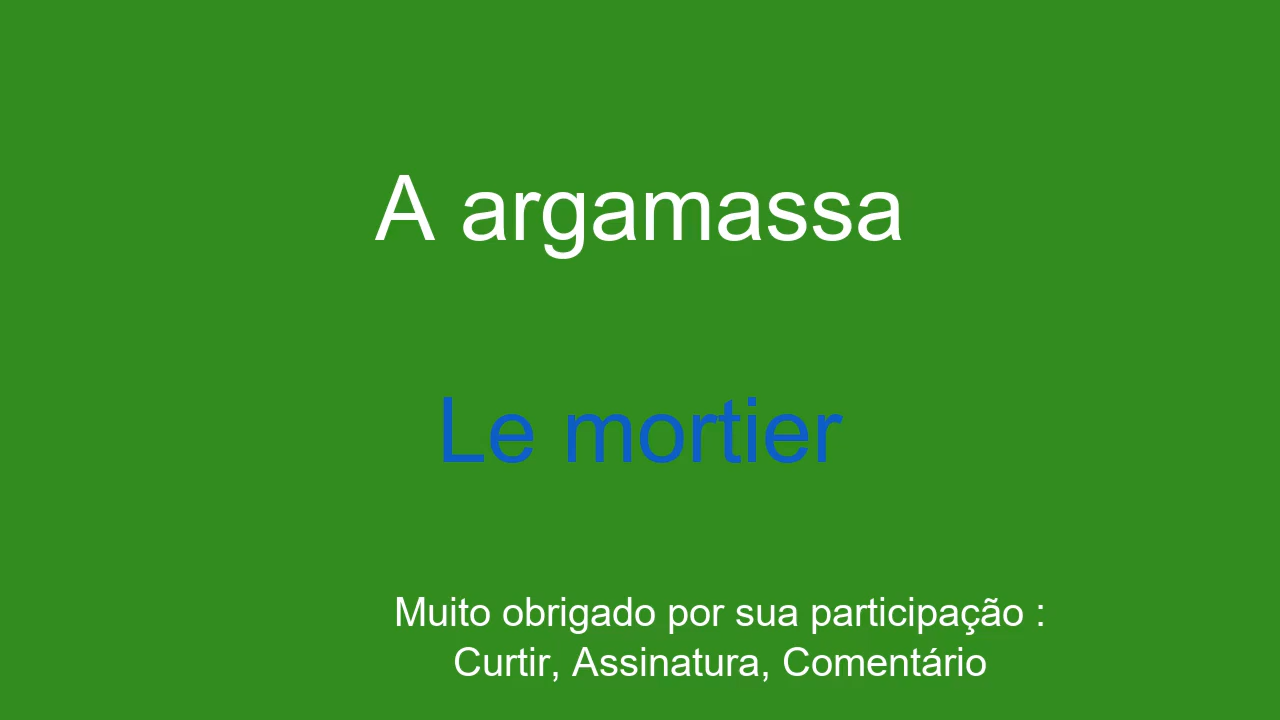 A argamassa
Le mortier
Muito obrigado por sua participação :
Curtir, Assinatura, Comentário